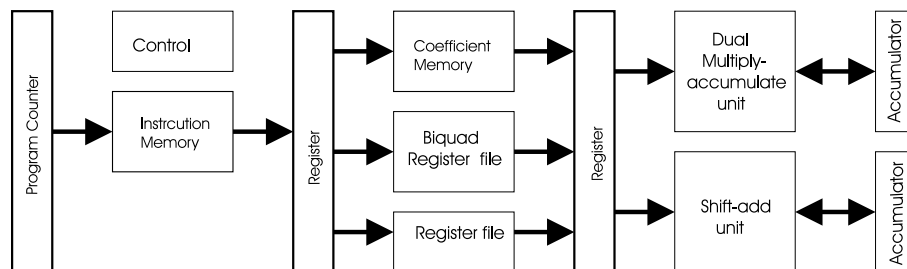 Program Counter
Control
Instrcution
Memory
Register
Coefficient
Memory
Biquad
Register file
Register file
Register
Dual
Multiply-
accumulate
unit
Shift-add
unit
Accumulator
Accumulator